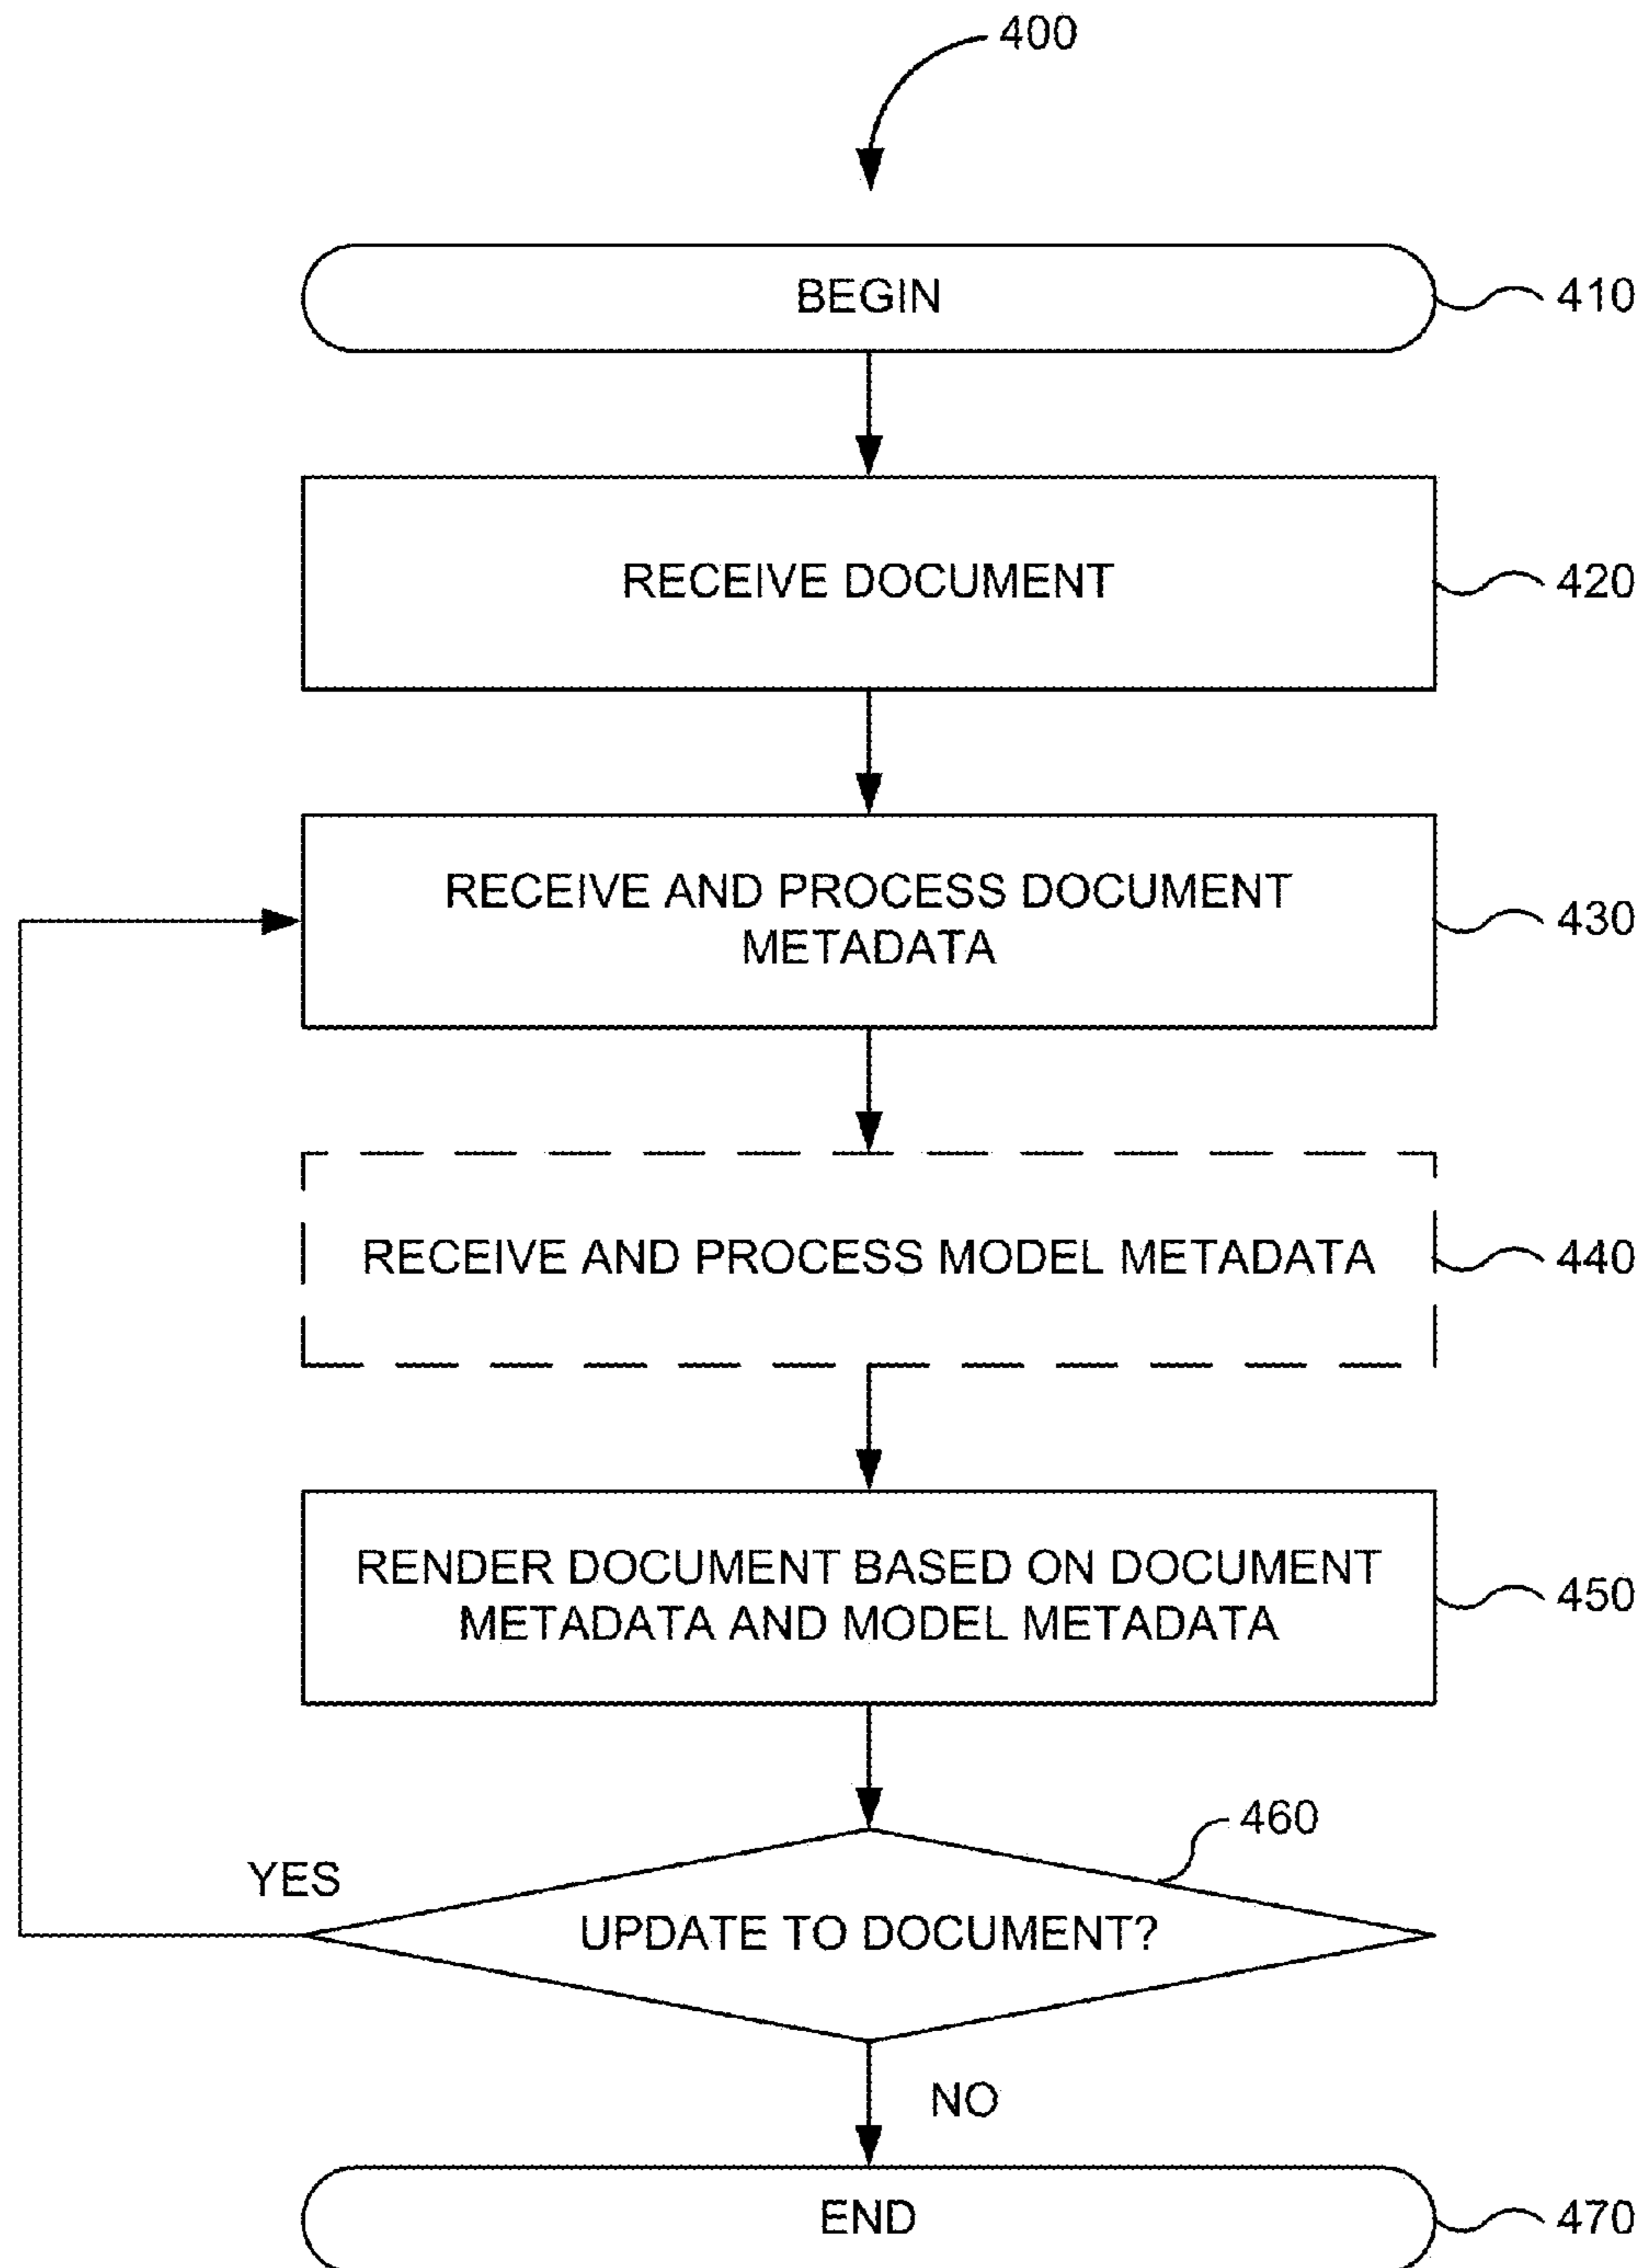 400
BEGIN
410
RECEIVE DOCUMENT
420
RECEIVE AND PROCESS DOCUMENT
METADATA
430
RECEIVE AND PROCESS MODEL METADATA
440
RENDER DOCUMENT BASED ON DOCUMENT
METADATA AND MODEL METADATA
450
460
YES
UPDATE TO DOCUMENT?
NO
END
470